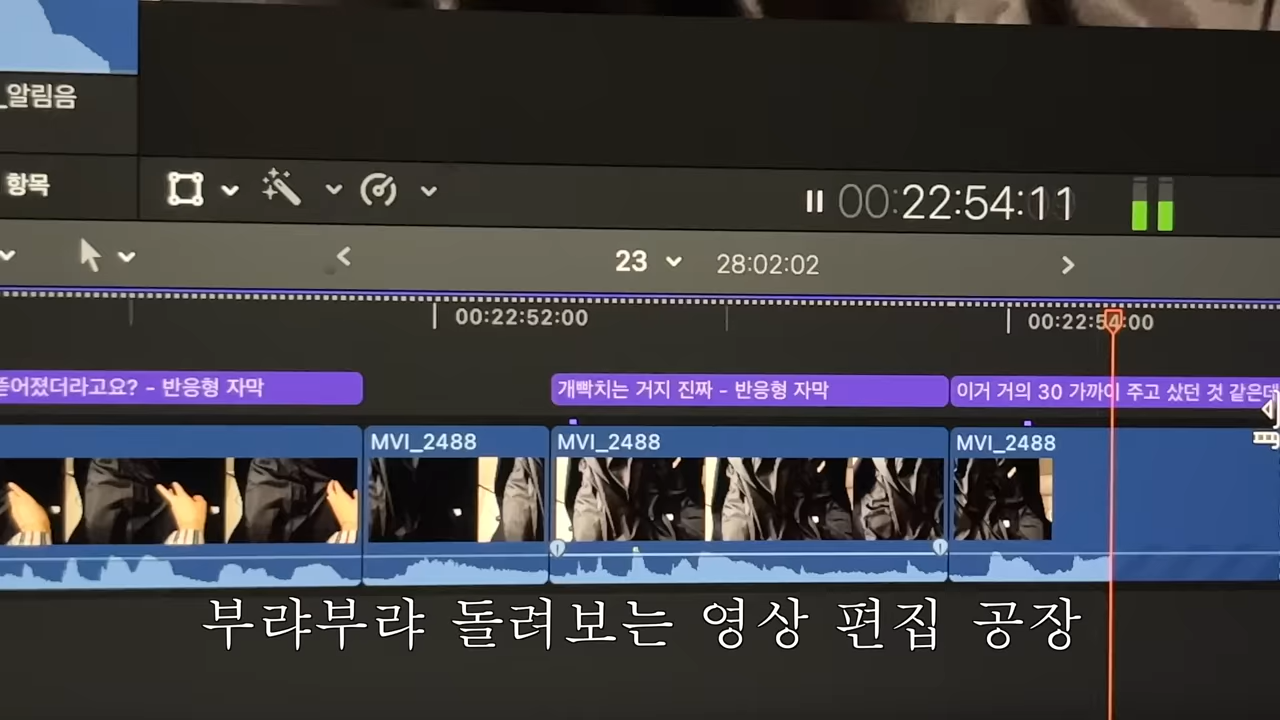 _알림음
항목
00:22:54:11
23 28:02:02
00:22:52:00 00:22:54:00
뜯어졌더라고요? - 반응형 자막 개빡치는 거지 진짜 - 반응형 자막 이거 거의 30 가까이 주고 샀던 것 같은데
MVI_2488 MVI_2488 MVI_2488
부랴부랴 돌려보는 영상 편집 공장